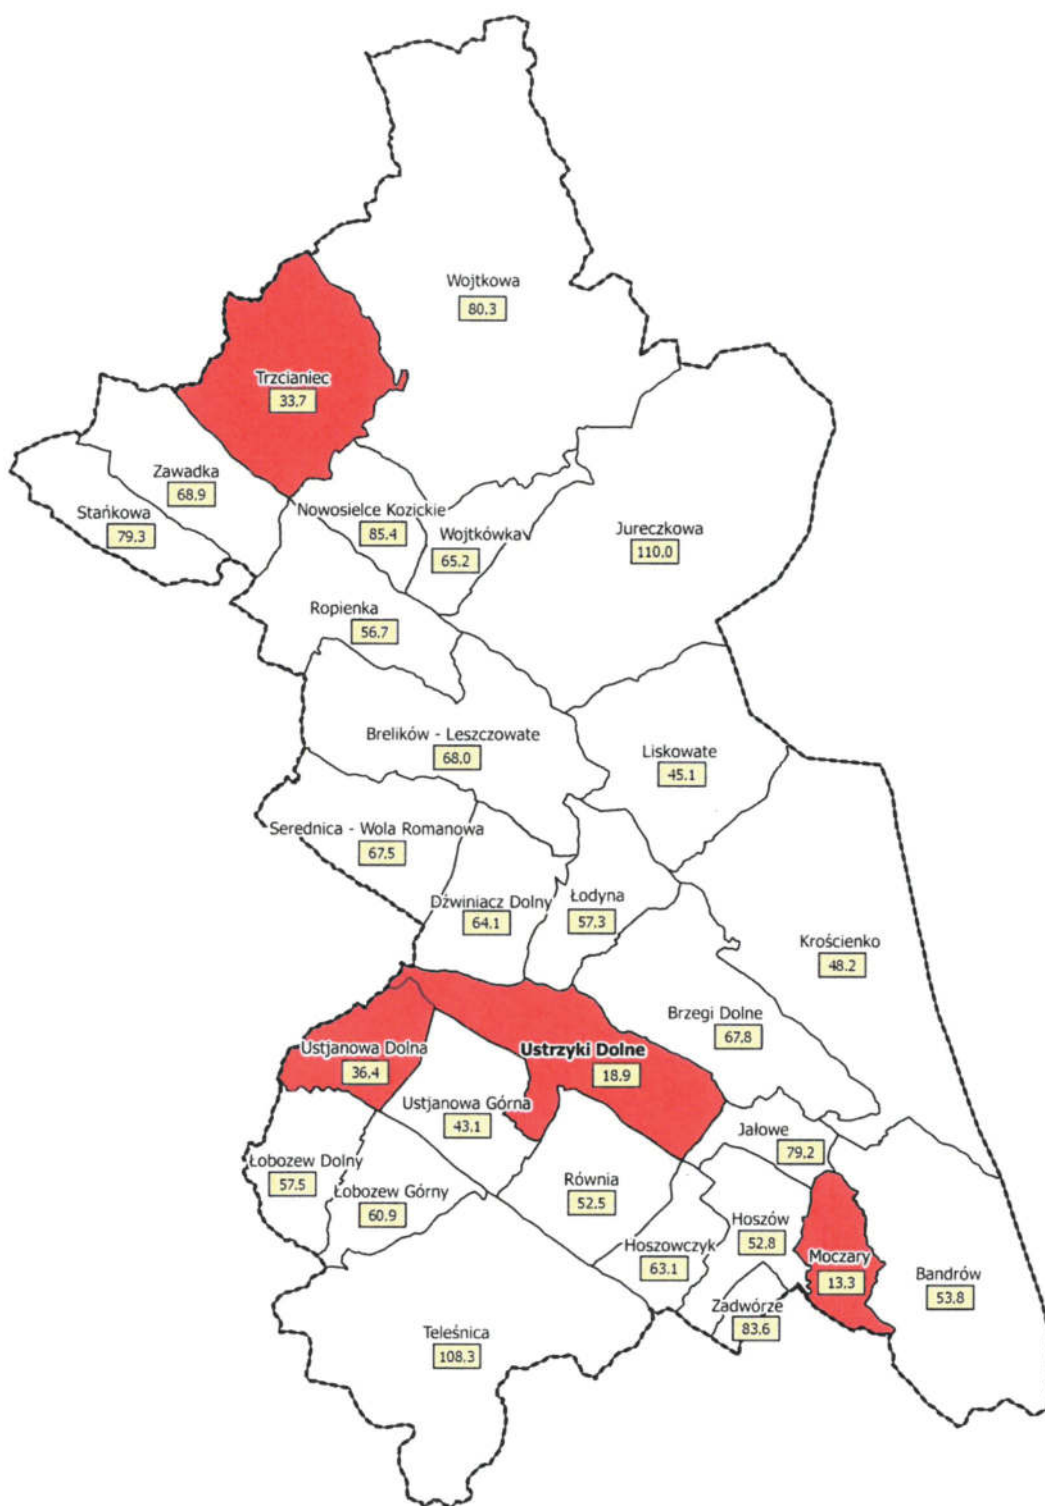 Wojtkowa
80.3
Trzcianiec
33.7
Zawadka
68.9
Stańkowa
79.3
Nowosielce Kozickie
85.4
Wojtkówka
65.2
Jureczkowa
110.0
Ropienka
56.7
Brelików - Leszczowate
68.0
Liskowate
45.1
Serednica - Wola Romanowa
67.5
Dźwiniacz Dolny
64.1
Łodyna
57.3
Krościenko
48.2
Brzegi Dolne
67.8
Ustjanowa Dolna
36.4
Ustrzyki Dolne
18.9
Ustjanowa Górna
43.1
Jałowe
79.2
Łobozew Dolny
57.5
Łobozew Górny
60.9
Równia
52.5
Hoszów
52.8
Hoszowczyk
63.1
Moczary
13.3
Bandrów
53.8
Zadwórze
83.6
Teleśnica
108.3